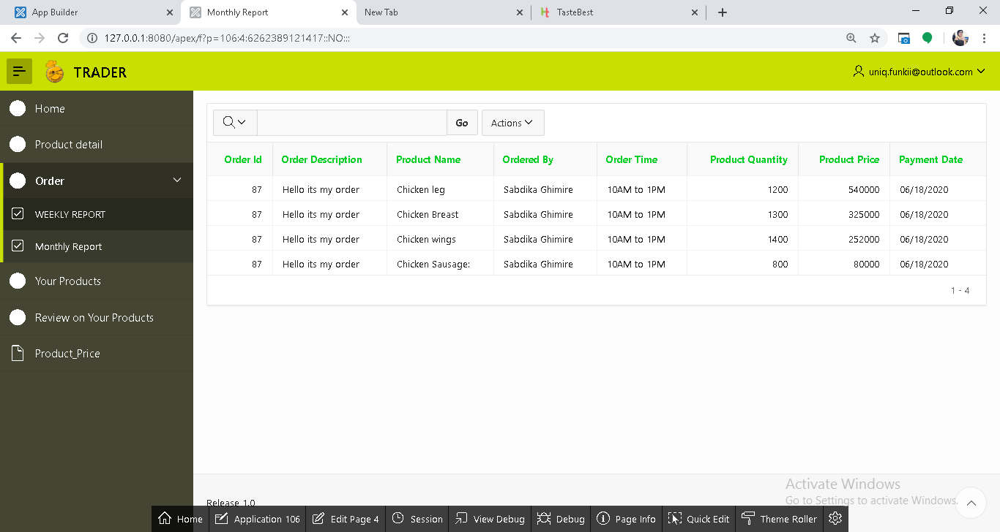 App Builder Monthly Report New Tab TasteBest
127.0.0.1:8080/apex/f?p=106:4:6262389121417::NO:::
TRADER uniq.funkii@outlook.com
Home
Product detail
Order
WEEKLY REPORT
Monthly Report
Your Products
Review on Your Products
Product_Price
Go Actions
Order Id Order Description Product Name Ordered By Order Time Product Quantity Product Price Payment Date
87 Hello its my order Chicken leg Sabdika Ghimire 10AM to 1PM 1200 540000 06/18/2020
87 Hello its my order Chicken Breast Sabdika Ghimire 10AM to 1PM 1300 325000 06/18/2020
87 Hello its my order Chicken wings Sabdika Ghimire 10AM to 1PM 1400 252000 06/18/2020
87 Hello its my order Chicken Sausage: Sabdika Ghimire 10AM to 1PM 800 80000 06/18/2020
1 - 4
Activate Windows
Go to Settings to activate Windows.
Release 1.0
Home Application 106 Edit Page 4 Session View Debug Debug Page Info Quick Edit Theme Roller